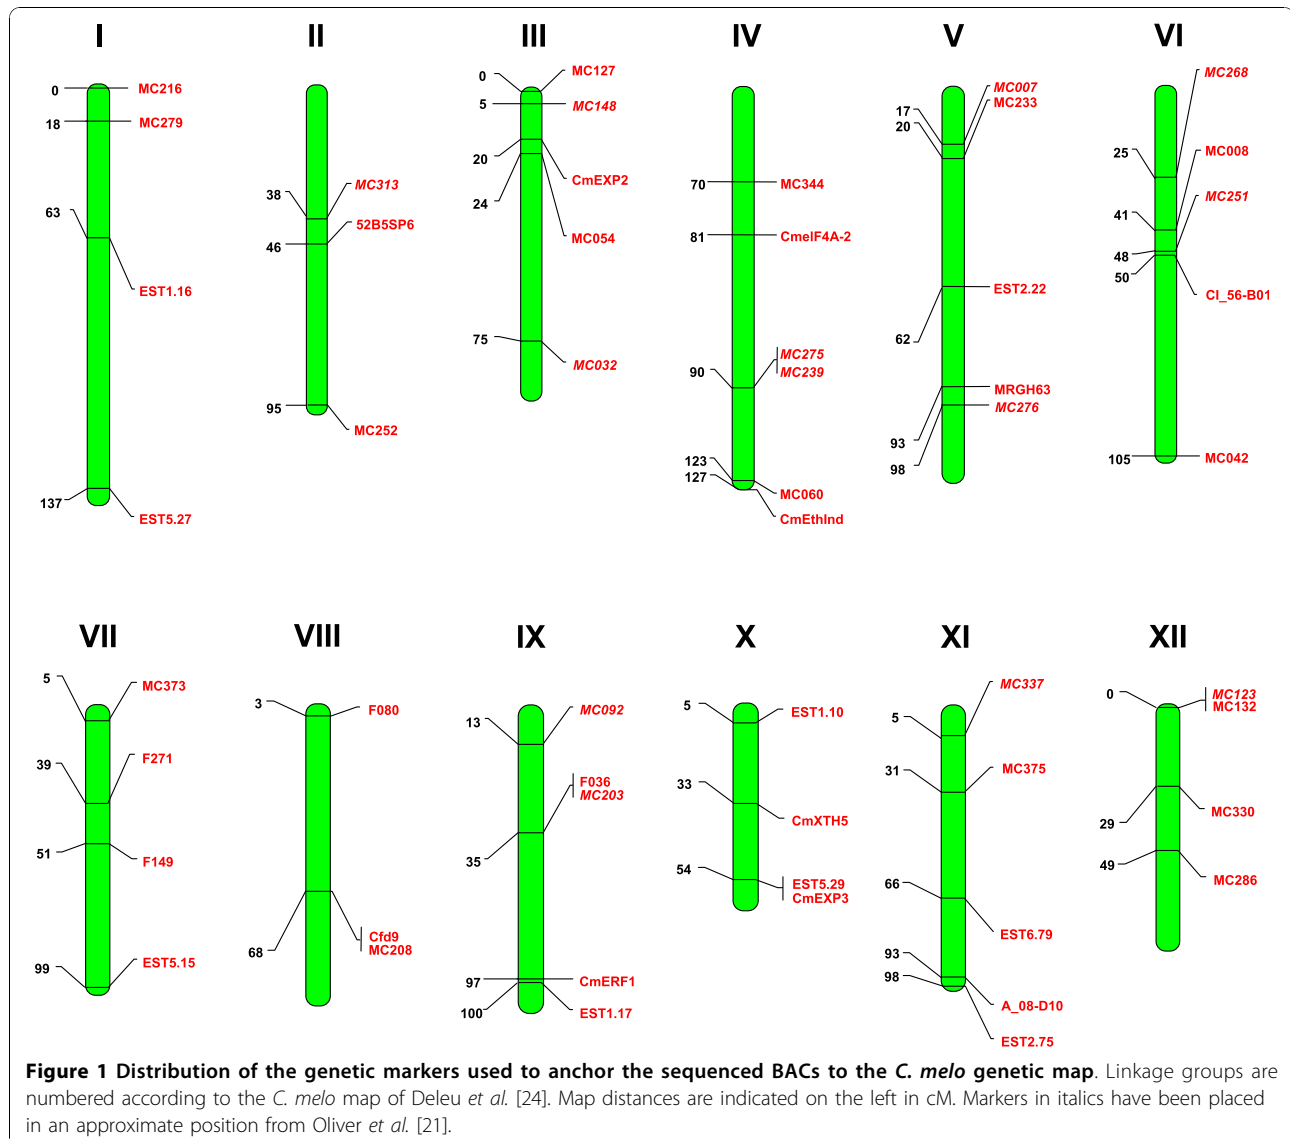 I
II
III
IV
V
VI
0
MC216
18
MC279
63
EST1.16
137
EST5.27
38
MC313
46
52B5SP6
95
MC252
0
MC127
5
MC148
20
CmEXP2
24
MC054
75
MC032
70
MC344
81
CmeIF4A-2
90
MC275
MC239
123
127
MC060
CmEthInd
17
MC007
20
MC233
62
EST2.22
93
MRGH63
98
MC276
25
MC268
41
MC008
48
MC251
50
CI_56-B01
105
MC042
VII
VIII
IX
X
XI
XII
5
MC373
39
F271
51
F149
99
EST5.15
3
F080
68
Cfd9
MC208
13
MC092
35
F036
MC203
97
CmERF1
100
EST1.17
5
EST1.10
33
CmXTH5
54
EST5.29
CmEXP3
5
MC337
31
MC375
66
EST6.79
93
A_08-D10
98
EST2.75
0
MC123
MC132
29
MC330
49
MC286
Figure 1 Distribution of the genetic markers used to anchor the sequenced BACs to the C. melo genetic map. Linkage groups are
numbered according to the C. melo map of Deleu et al. [24]. Map distances are indicated on the left in cM. Markers in italics have been placed
in an approximate position from Oliver et al. [21].